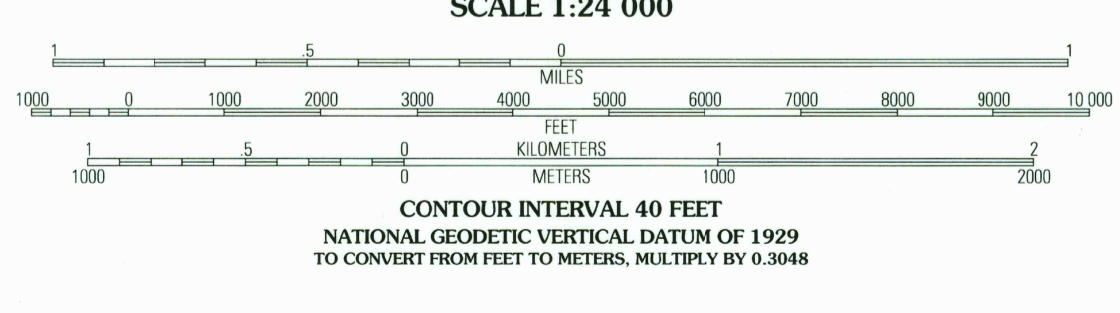 SCALE 1:24 000
1 .5 0 1
MILES
1000 0 1000 2000 3000 4000 5000 6000 7000 8000 9000 10 000
FEET
1 .5 0 KILOMETERS 1 2
1000 0 METERS 1000 2000
CONTOUR INTERVAL 40 FEET
NATIONAL GEODETIC VERTICAL DATUM OF 1929
TO CONVERT FROM FEET TO METERS, MULTIPLY BY 0.3048